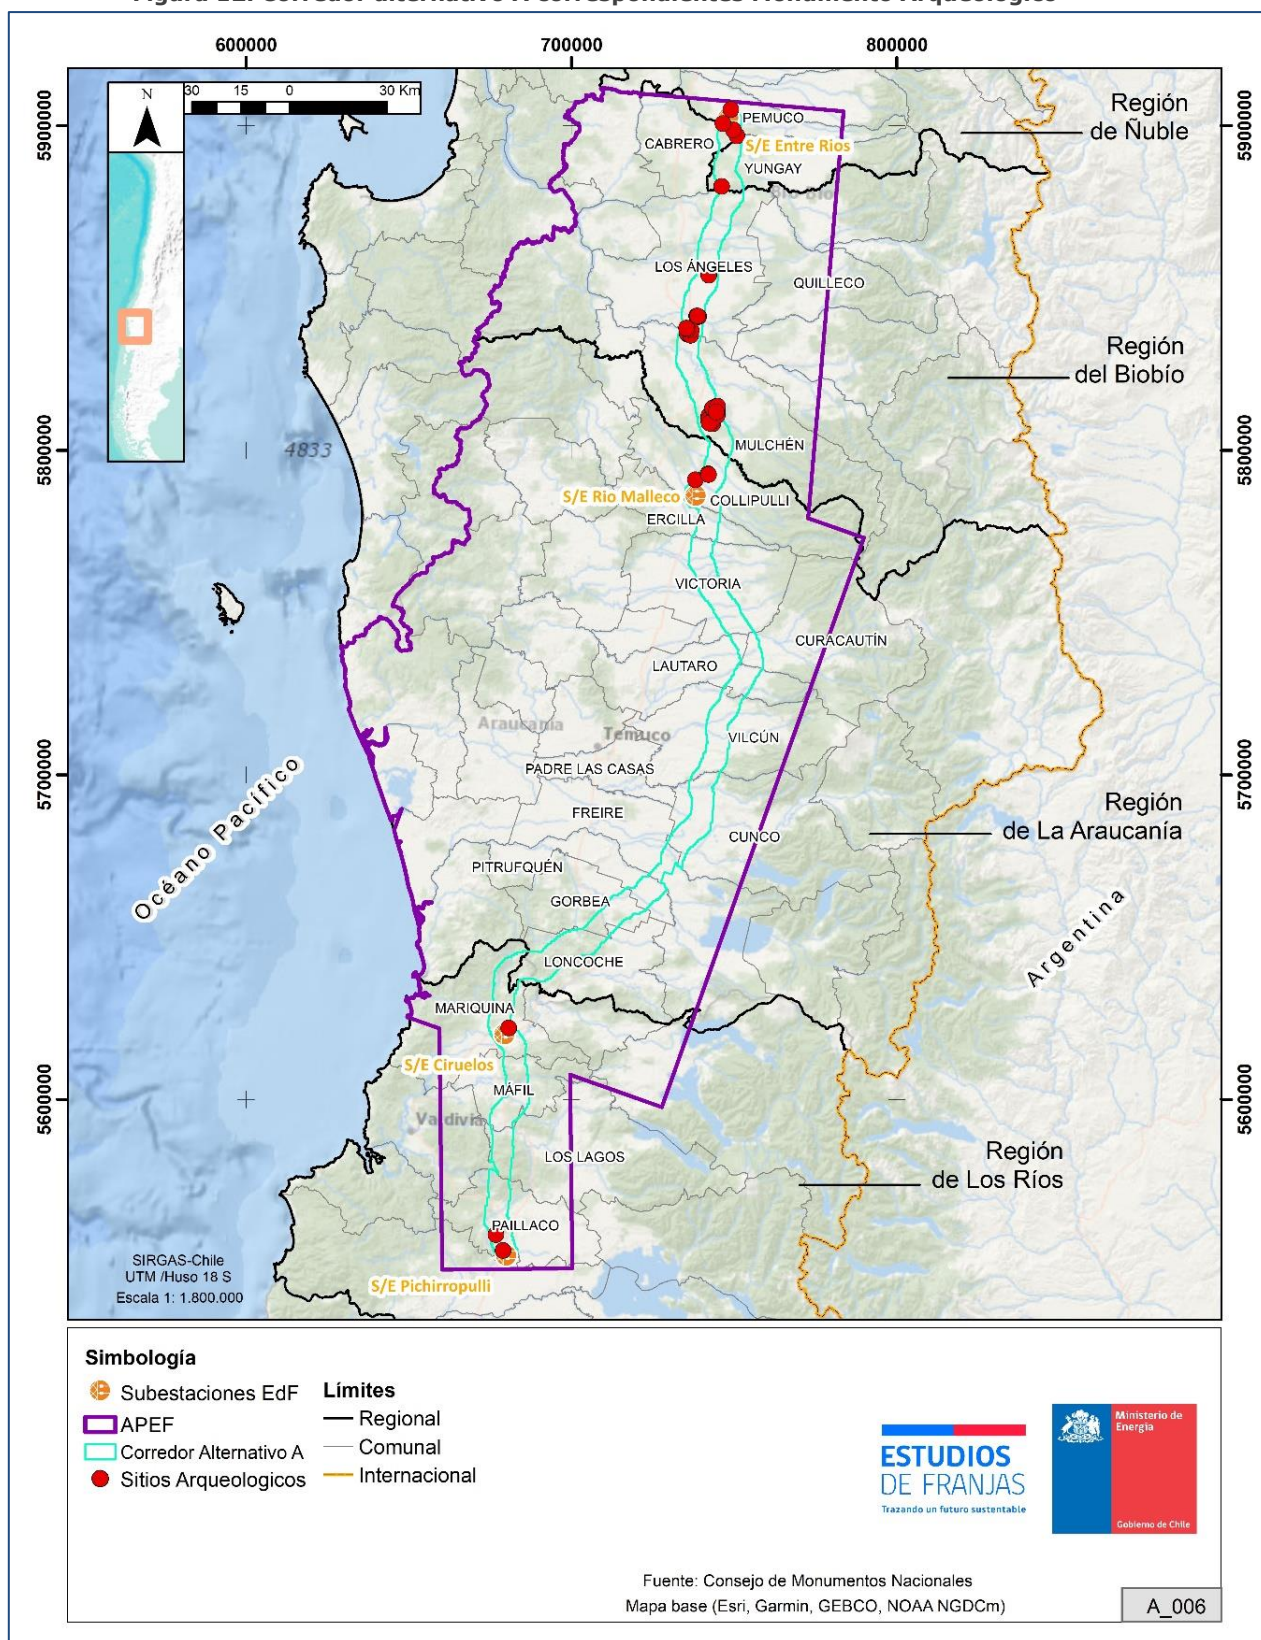 600000 700000 800000
N
30 15 0 30 Km
5900000
5900000
PEMUCO
CABRERO
S/E Entre Rios
YUNGAY
Región
de Ñuble
LOS ÁNGELES
QUILLECO
Región
del Biobío
4833
5800000
5800000
MULCHÉN
S/E Rio Malleco
COLLIPULLI
ERCILLA
VICTORIA
CURACAUTÍN
LAUTARO
Araucanía
Temuco
VILCÚN
PADRE LAS CASAS
5700000
5700000
Océano Pacífico
FREIRE
Región
de La Araucanía
CUNCO
PITRUFQUÉN
GORBEA
Argentina
LONCOCHE
MARIQUINA
S/E Ciruelos
MÁFIL
5600000
5600000
Valdivia
LOS LAGOS
Región
de Los Ríos
PAILLACO
S/E Pichirropulli
SIRGAS-Chile
UTM /Huso 18 S
Escala 1: 1.800.000
Simbología
Subestaciones EdF
APEF
Corredor Alternativo A
Sitios Arqueologicos
Límites
Regional
Comunal
Internacional
ESTUDIOS
DE FRANJAS
Trazando un futuro sustentable
Ministerio de
Energía
Gobierno de Chile
Fuente: Consejo de Monumentos Nacionales
Mapa base (Esri, Garmin, GEBCO, NOAA NGDCm)
A_006